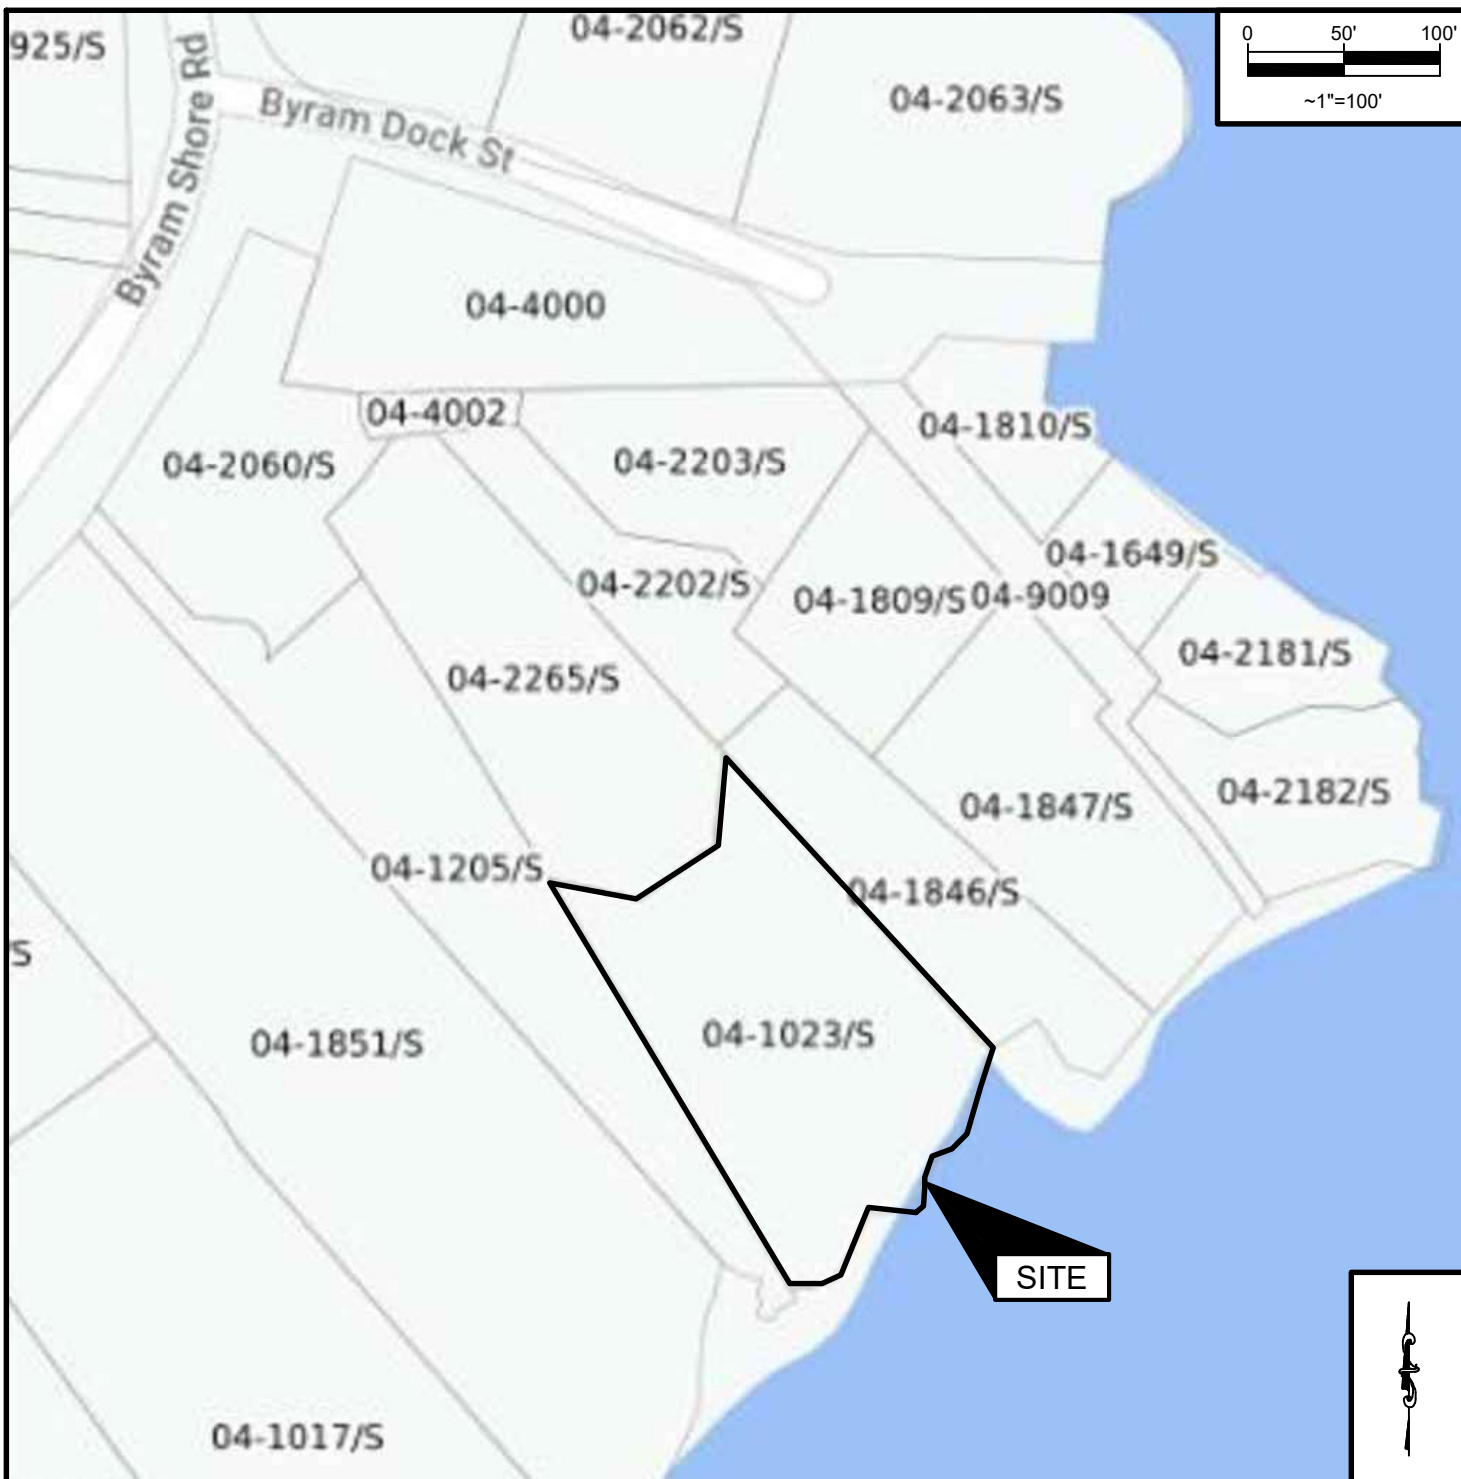 925/S
04-2062/S
0 50' 100'
~1"=100'
04-2063/S
Byram Shore Rd
Byram Dock St
04-4000
04-4002
04-1810/S
04-2060/S
04-2203/S
04-1649/S
04-2202/S
04-1809/S
04-9009
04-2181/S
04-2265/S
04-2182/S
04-1847/S
04-1205/S
04-1846/S
/S
04-1023/S
04-1851/S
SITE
04-1017/S